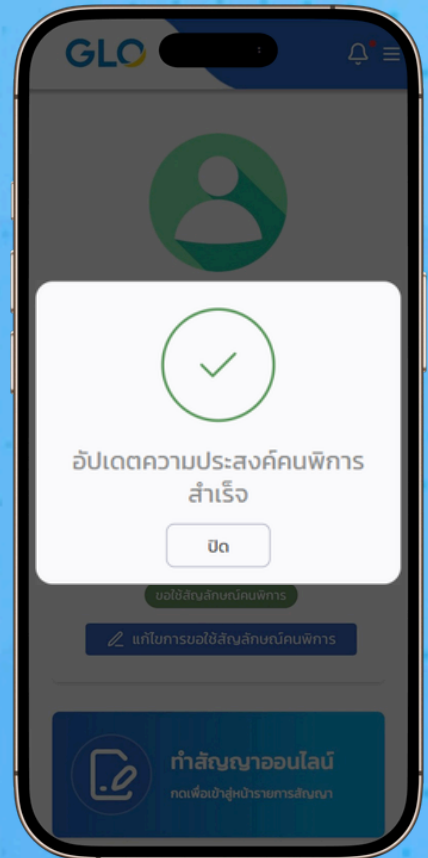 GLO
อัปเดตความประสงค์คนพิการ
สำเร็จ
ปิด
ขอใช้สัญลักษณ์คนพิการ
แก้ไขการขอใช้สัญลักษณ์คนพิการ
ทำสัญญาออนไลน์
กดเพื่อเข้าสู่หน้ารายการสัญญา